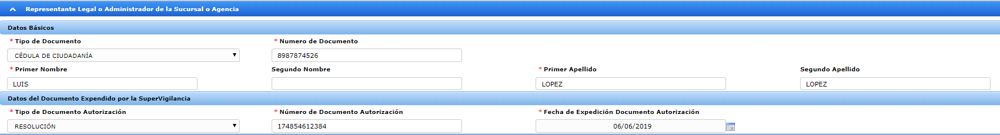 Representante Legal o Administrador de la Sucursal o Agencia
Datos Básicos
* Tipo de Documento * Numero de Documento
CÉDULA DE CIUDADANÍA 8987874526
* Primer Nombre Segundo Nombre * Primer Apellido Segundo Apellido
LUIS LOPEZ LOPEZ
Datos del Documento Expendido por la SuperVigilancia
* Tipo de Documento Autorización * Número de Documento Autorización * Fecha de Expedición Documento Autorización
RESOLUCIÓN 174854612384 06/06/2019